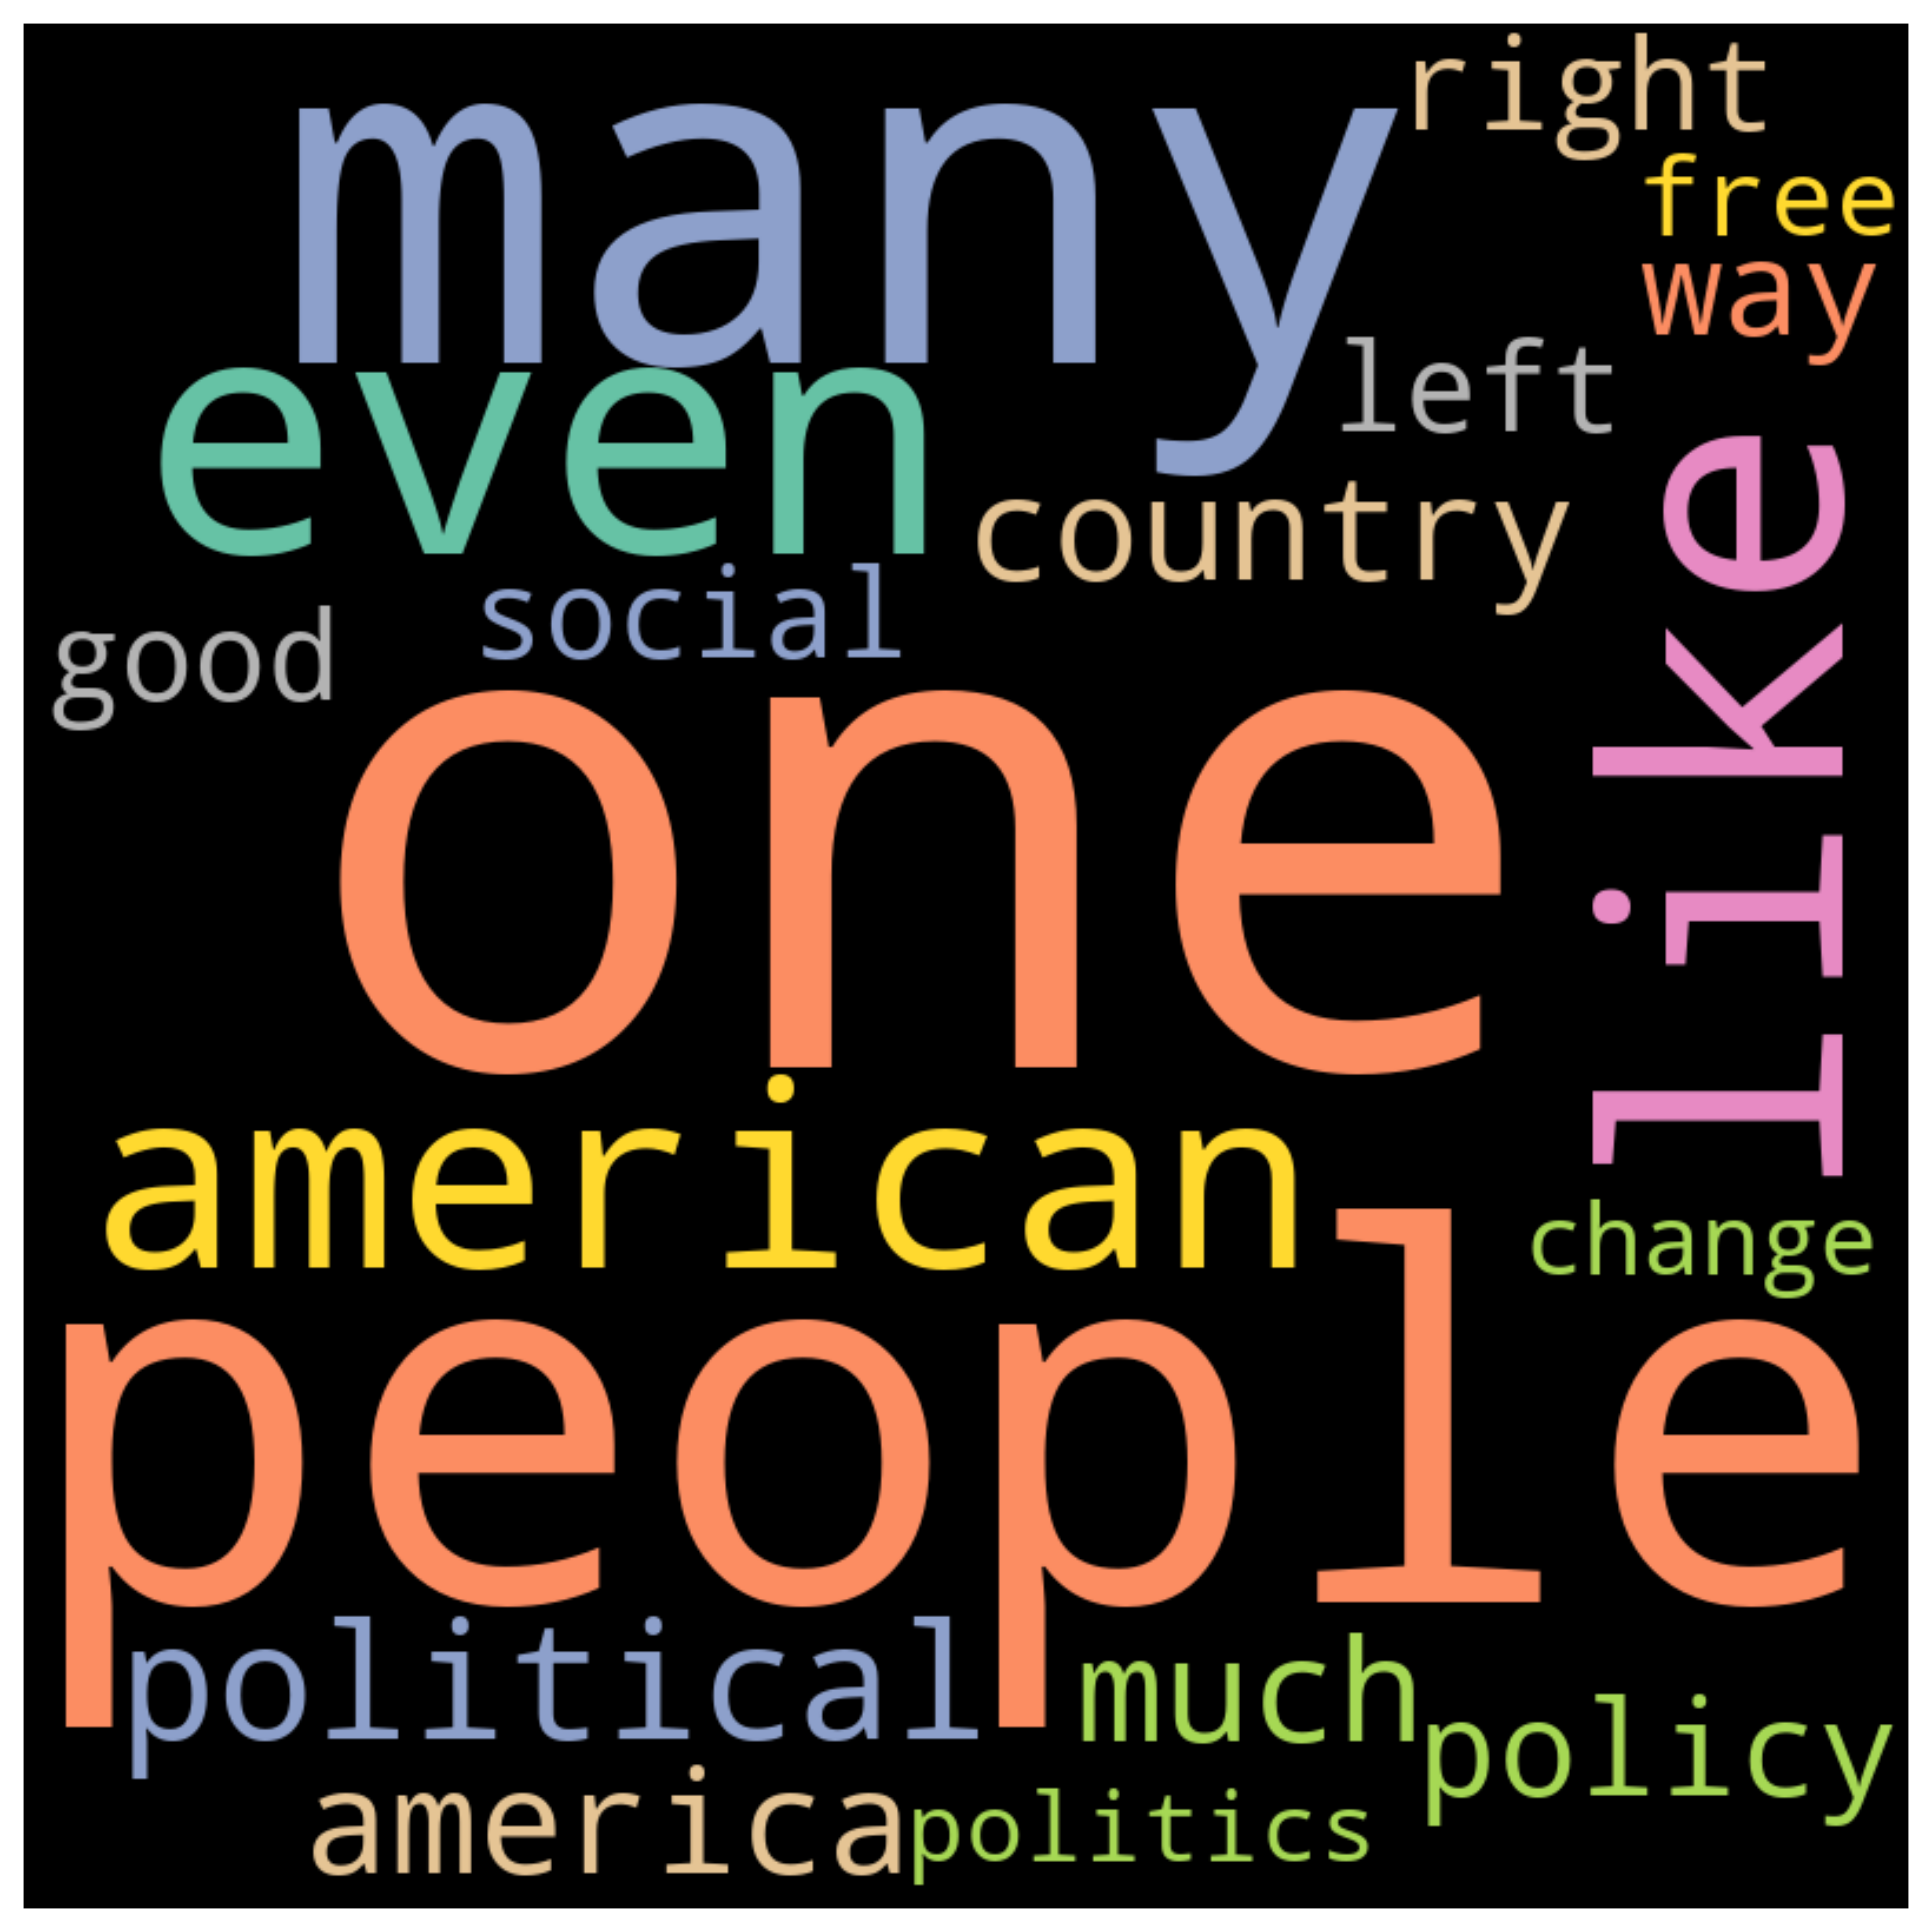 right
many
free
way
left
even
country
like
social
good
one
american
change
people
political
much
policy
america
politics